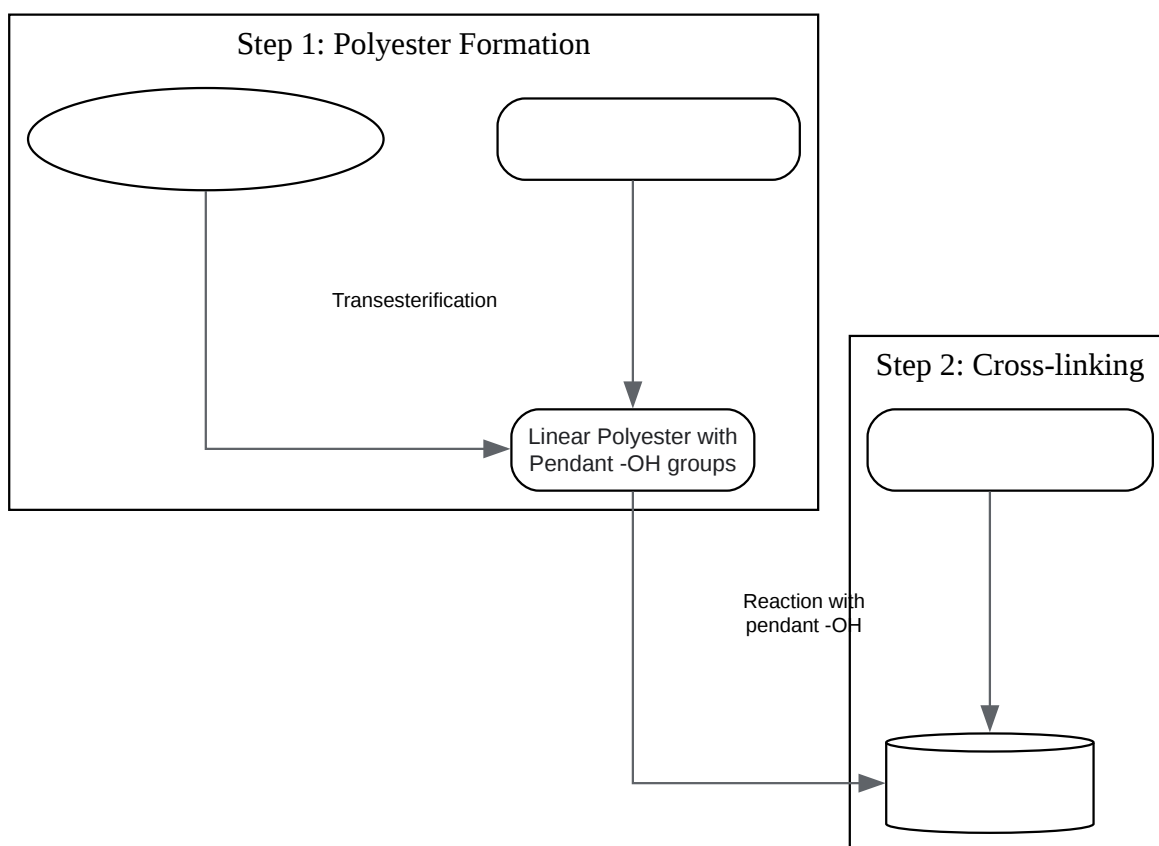 Step 1: Polyester Formation
Transesterification
Step 2: Cross-linking
Linear Polyester with
Pendant -OH groups
Reaction with
pendant -OH